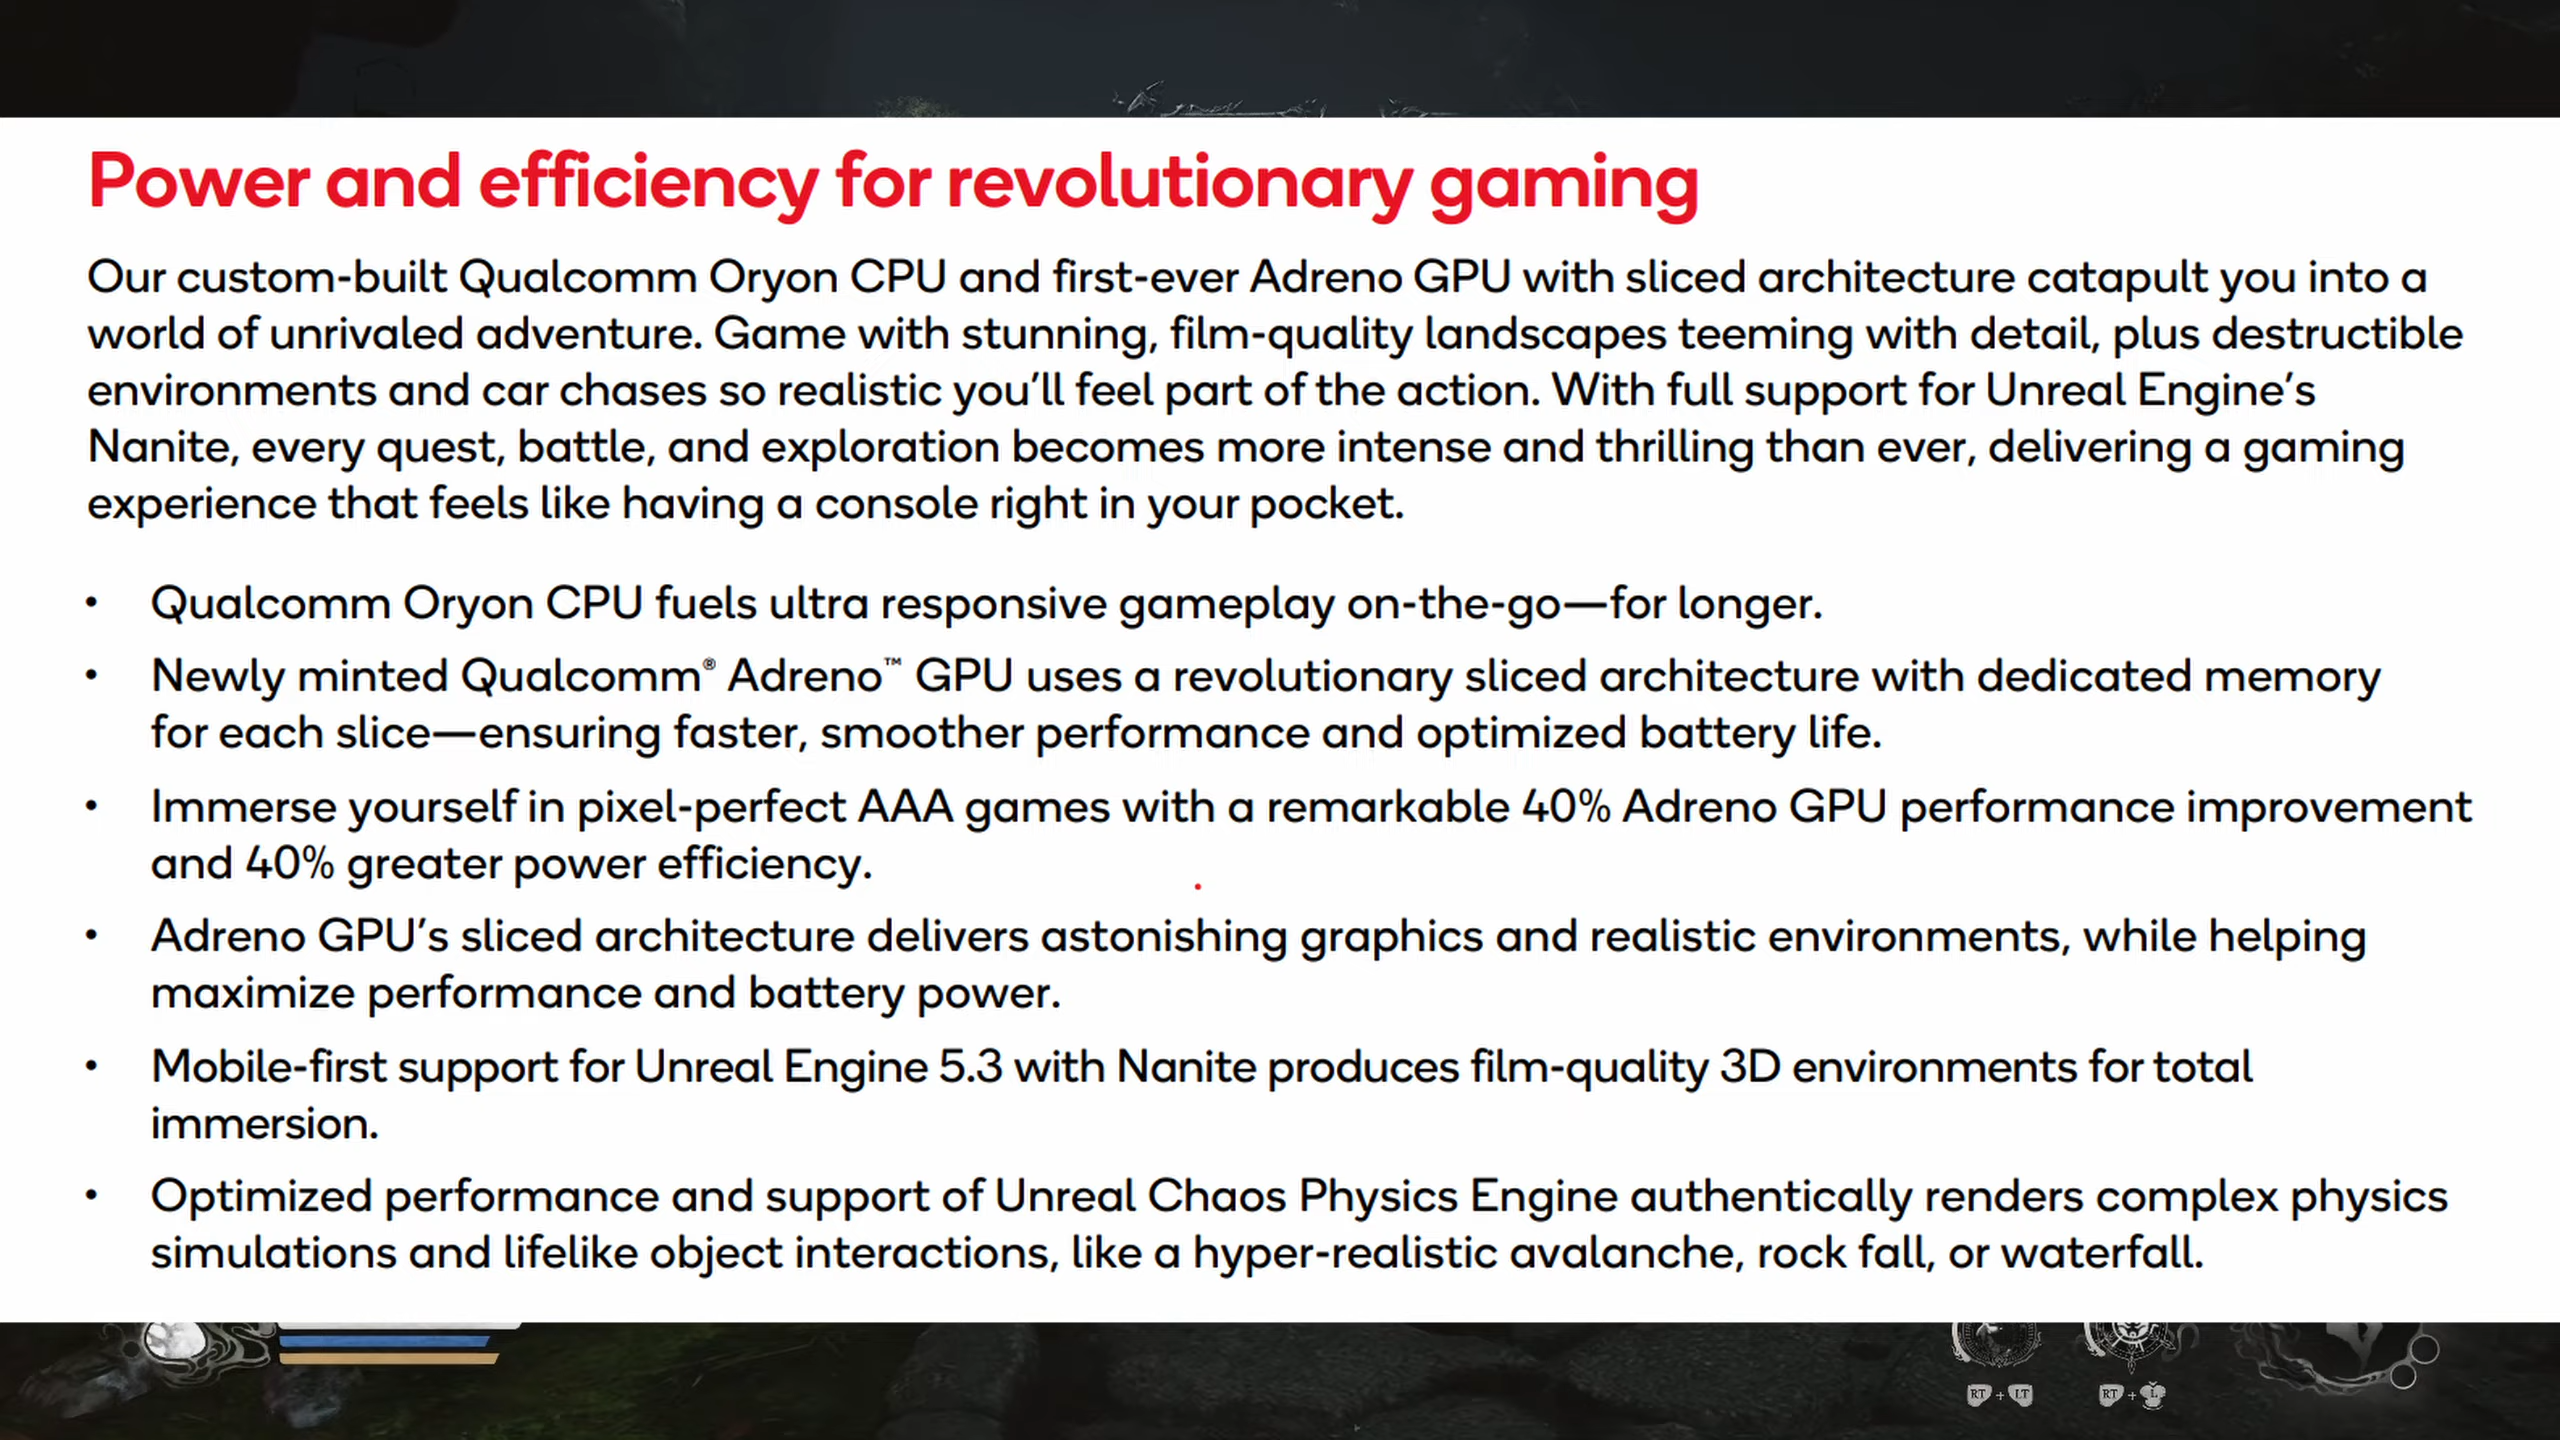 Power and efficiency for revolutionary gaming
Our custom-built Qualcomm Oryon CPU and first-ever Adreno GPU with sliced architecture catapult you into a
world of unrivaled adventure. Game with stunning, film-quality landscapes teeming with detail, plus destructible
environments and car chases so realistic you’ll feel part of the action. With full support for Unreal Engine’s
Nanite, every quest, battle, and exploration becomes more intense and thrilling than ever, delivering a gaming
experience that feels like having a console right in your pocket.
• Qualcomm Oryon CPU fuels ultra responsive gameplay on-the-go—for longer.
• Newly minted Qualcomm® Adreno™ GPU uses a revolutionary sliced architecture with dedicated memory
for each slice—ensuring faster, smoother performance and optimized battery life.
• Immerse yourself in pixel-perfect AAA games with a remarkable 40% Adreno GPU performance improvement
and 40% greater power efficiency.
• Adreno GPU’s sliced architecture delivers astonishing graphics and realistic environments, while helping
maximize performance and battery power.
• Mobile-first support for Unreal Engine 5.3 with Nanite produces film-quality 3D environments for total
immersion.
• Optimized performance and support of Unreal Chaos Physics Engine authentically renders complex physics
simulations and lifelike object interactions, like a hyper-realistic avalanche, rock fall, or waterfall.
RT + LT RT + L